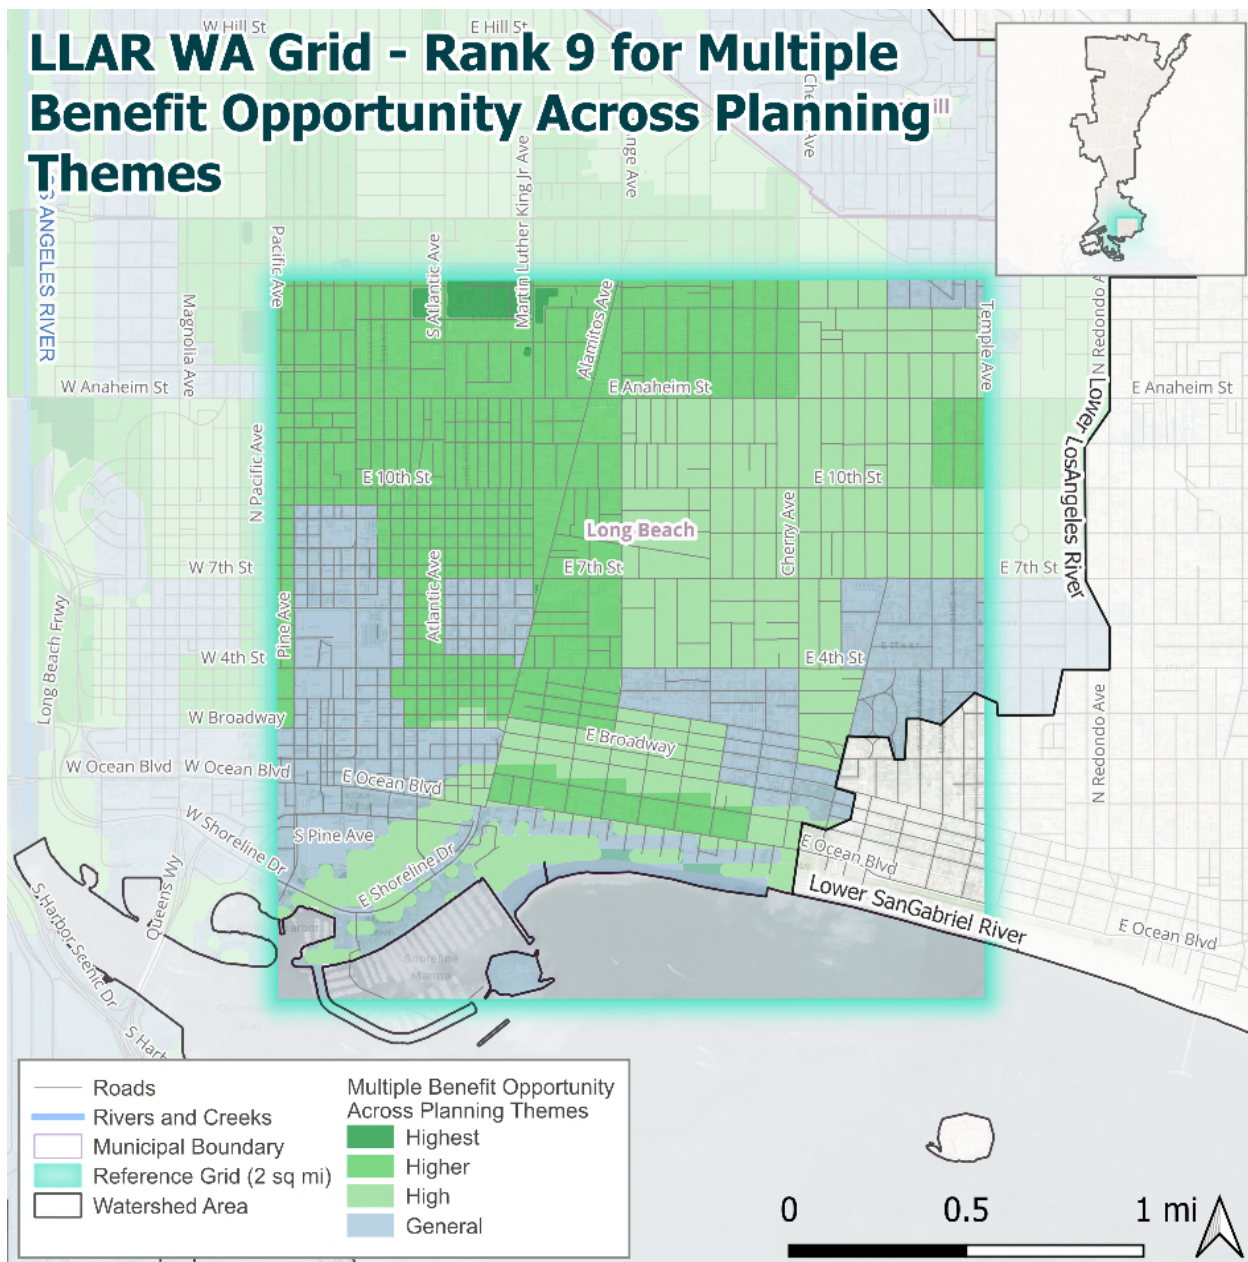 W Hill St
E Hill St
LLAR WA Grid - Rank 9 for Multiple
Benefit Opportunity Across Planning
Themes
ANGELES RIVER
Pacific Ave
Magnolia Ave
S Atlantic Ave
Martin Luther King Jr Ave
Alamitos Ave
Temple Ave
N Redondo A
W Anaheim St
E Anaheim St
E Anaheim St
N Pacific Ave
E 10th St
E 10th St
Long Beach
Cherry Ave
Lower LosAngeles River
W 7th St
E 7th St
E 7th St
Atlantic Ave
Pine Ave
Long Beach Frwy
W 4th St
E 4th St
W Broadway
E Broadway
N Redondo Ave
N Redondo Ave
W Ocean Blvd
W Ocean Blvd
E Ocean Blvd
W Shoreline Dr
S Pine Ave
E Shoreline Dr
E Ocean Blvd
Lower SanGabriel River
E Ocean Blvd
Queens Wy
S Harbor Scenic Dr
Shoreline
Marina
S Harb
Roads
Rivers and Creeks
Municipal Boundary
Reference Grid (2 sq mi)
Watershed Area
Multiple Benefit Opportunity
Across Planning Themes
Highest
Higher
High
General
0 0.5 1 mi